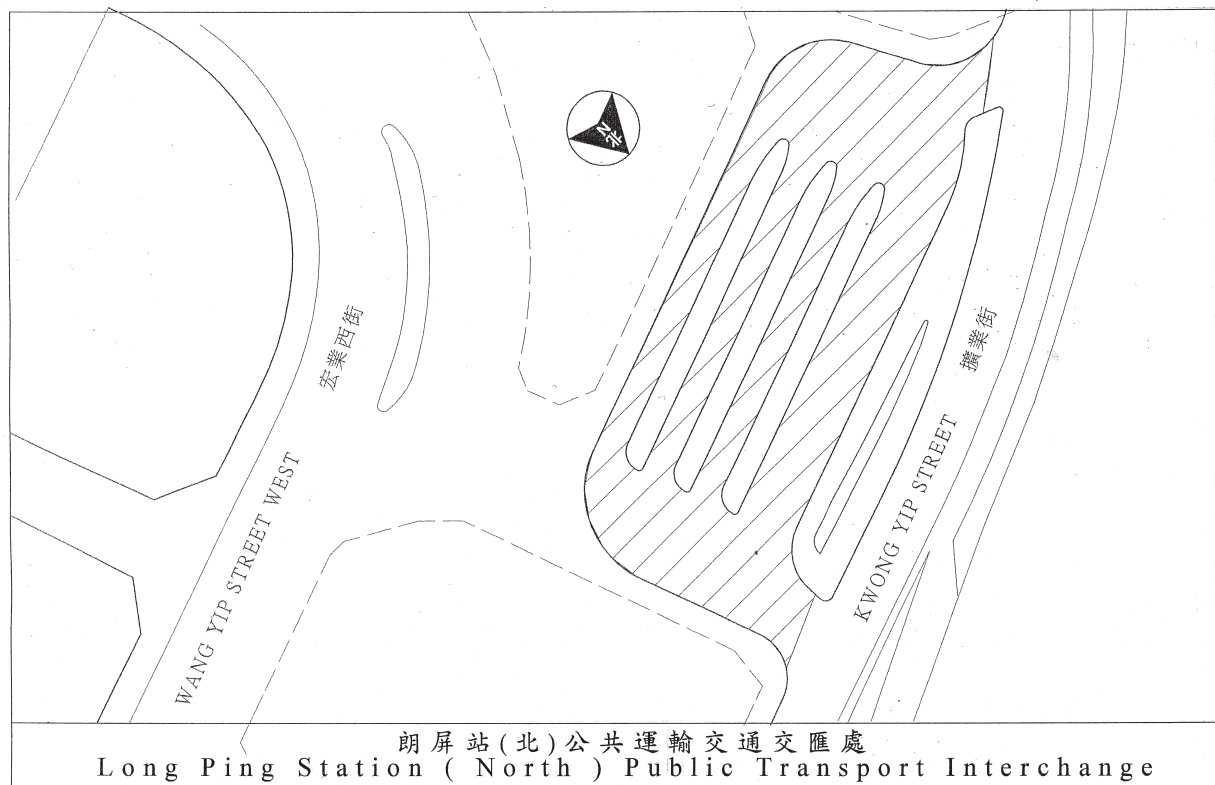 N
北
宏業西街
擴業街
WANG YIP STREET WEST
KWONG YIP STREET
朗屏站(北)公共運輸交通交匯處
Long Ping Station ( North ) Public Transport Interchange